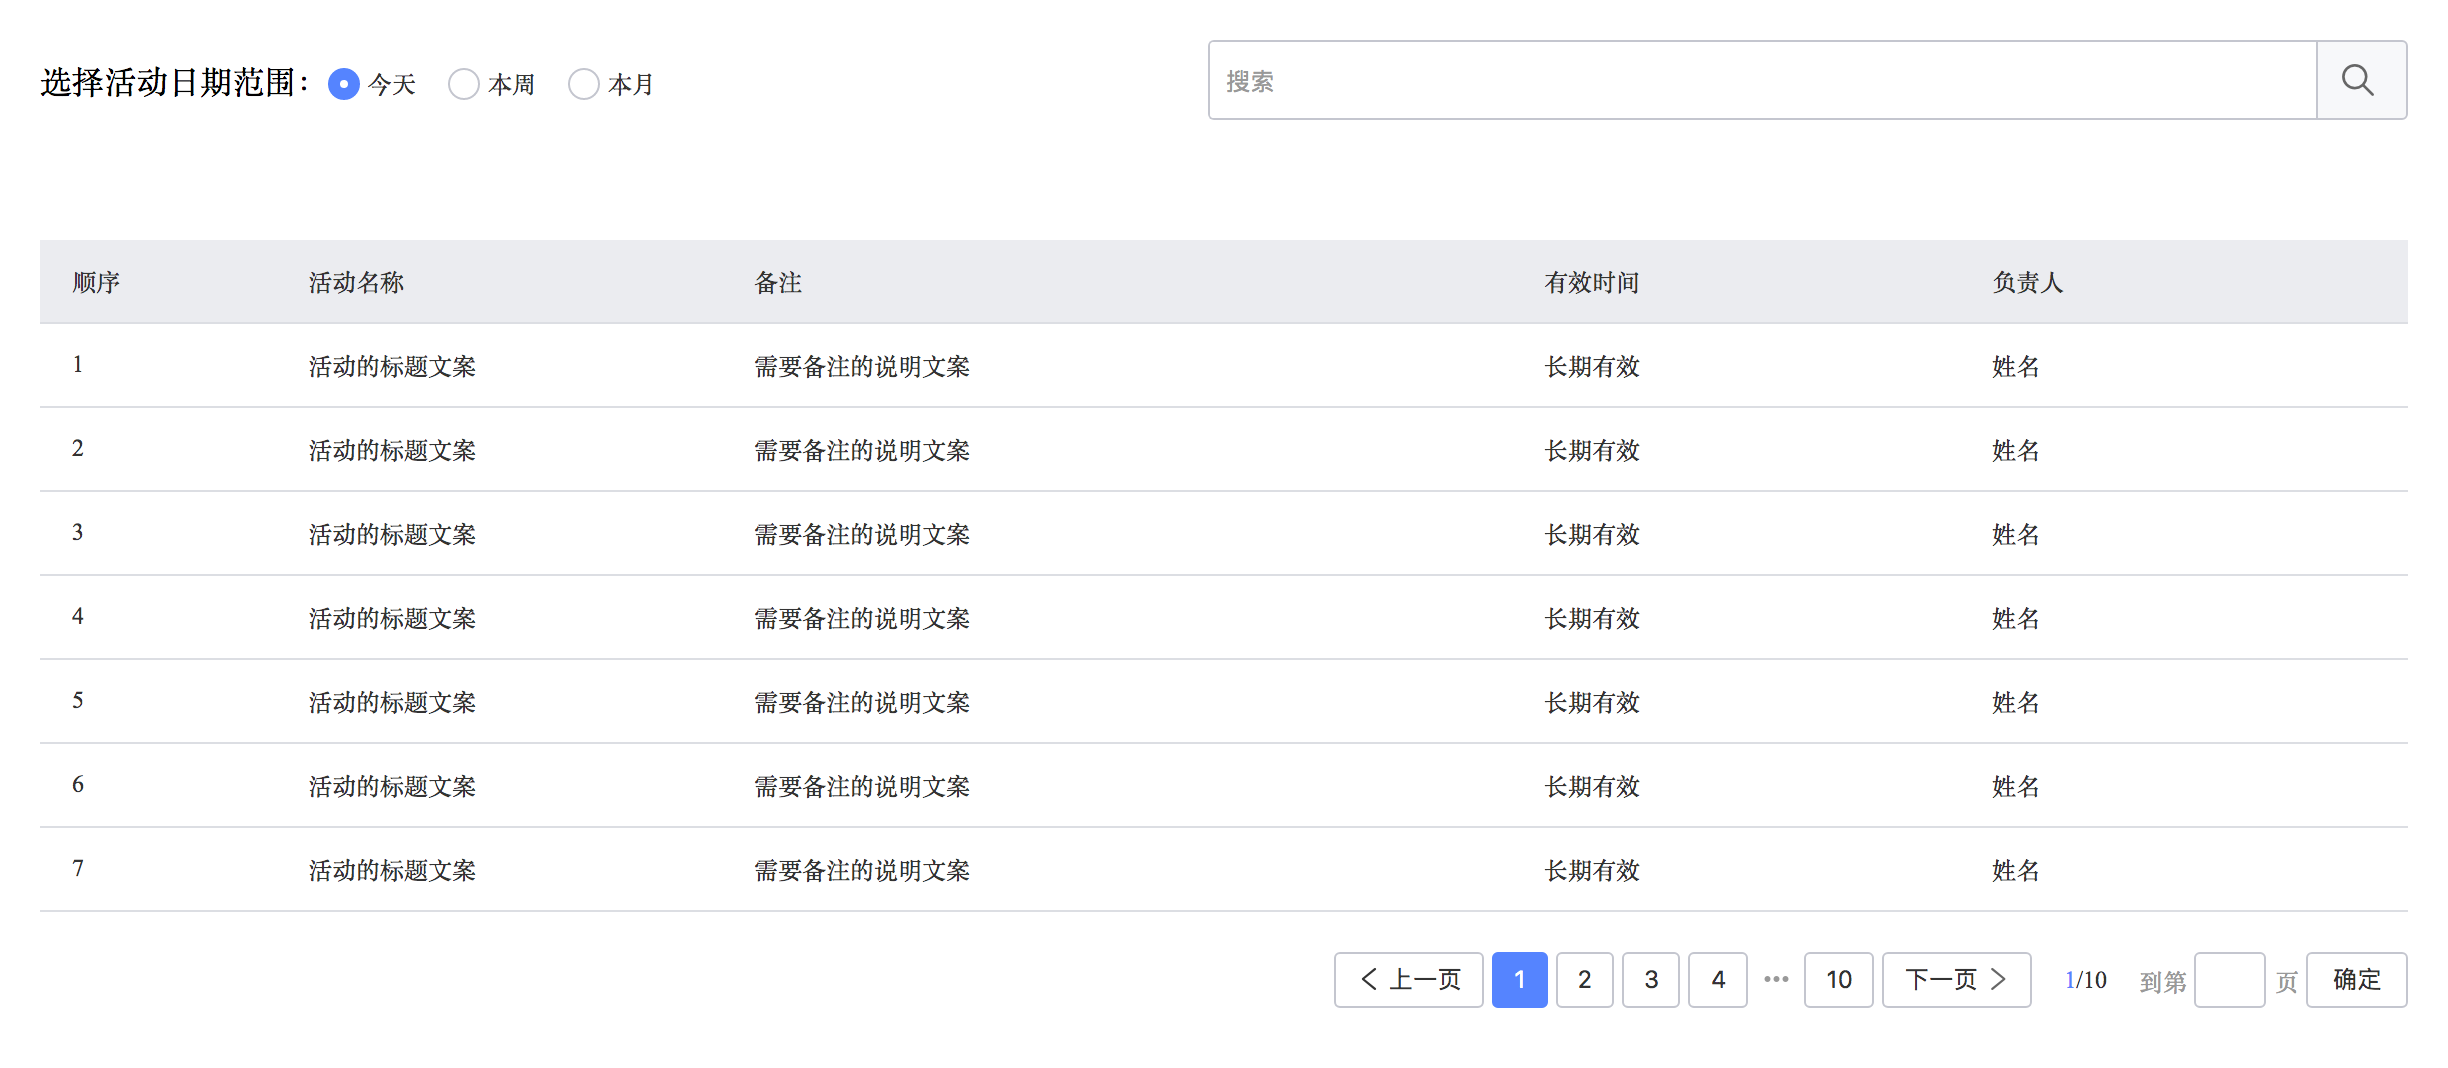 选择活动日期范围： 今天 本周 本月
搜索
顺序 活动名称 备注 有效时间 负责人
1 活动的标题文案 需要备注的说明文案 长期有效 姓名
2 活动的标题文案 需要备注的说明文案 长期有效 姓名
3 活动的标题文案 需要备注的说明文案 长期有效 姓名
4 活动的标题文案 需要备注的说明文案 长期有效 姓名
5 活动的标题文案 需要备注的说明文案 长期有效 姓名
6 活动的标题文案 需要备注的说明文案 长期有效 姓名
7 活动的标题文案 需要备注的说明文案 长期有效 姓名
上一页 1 2 3 4 ••• 10 下一页 1/10 到第 页 确定